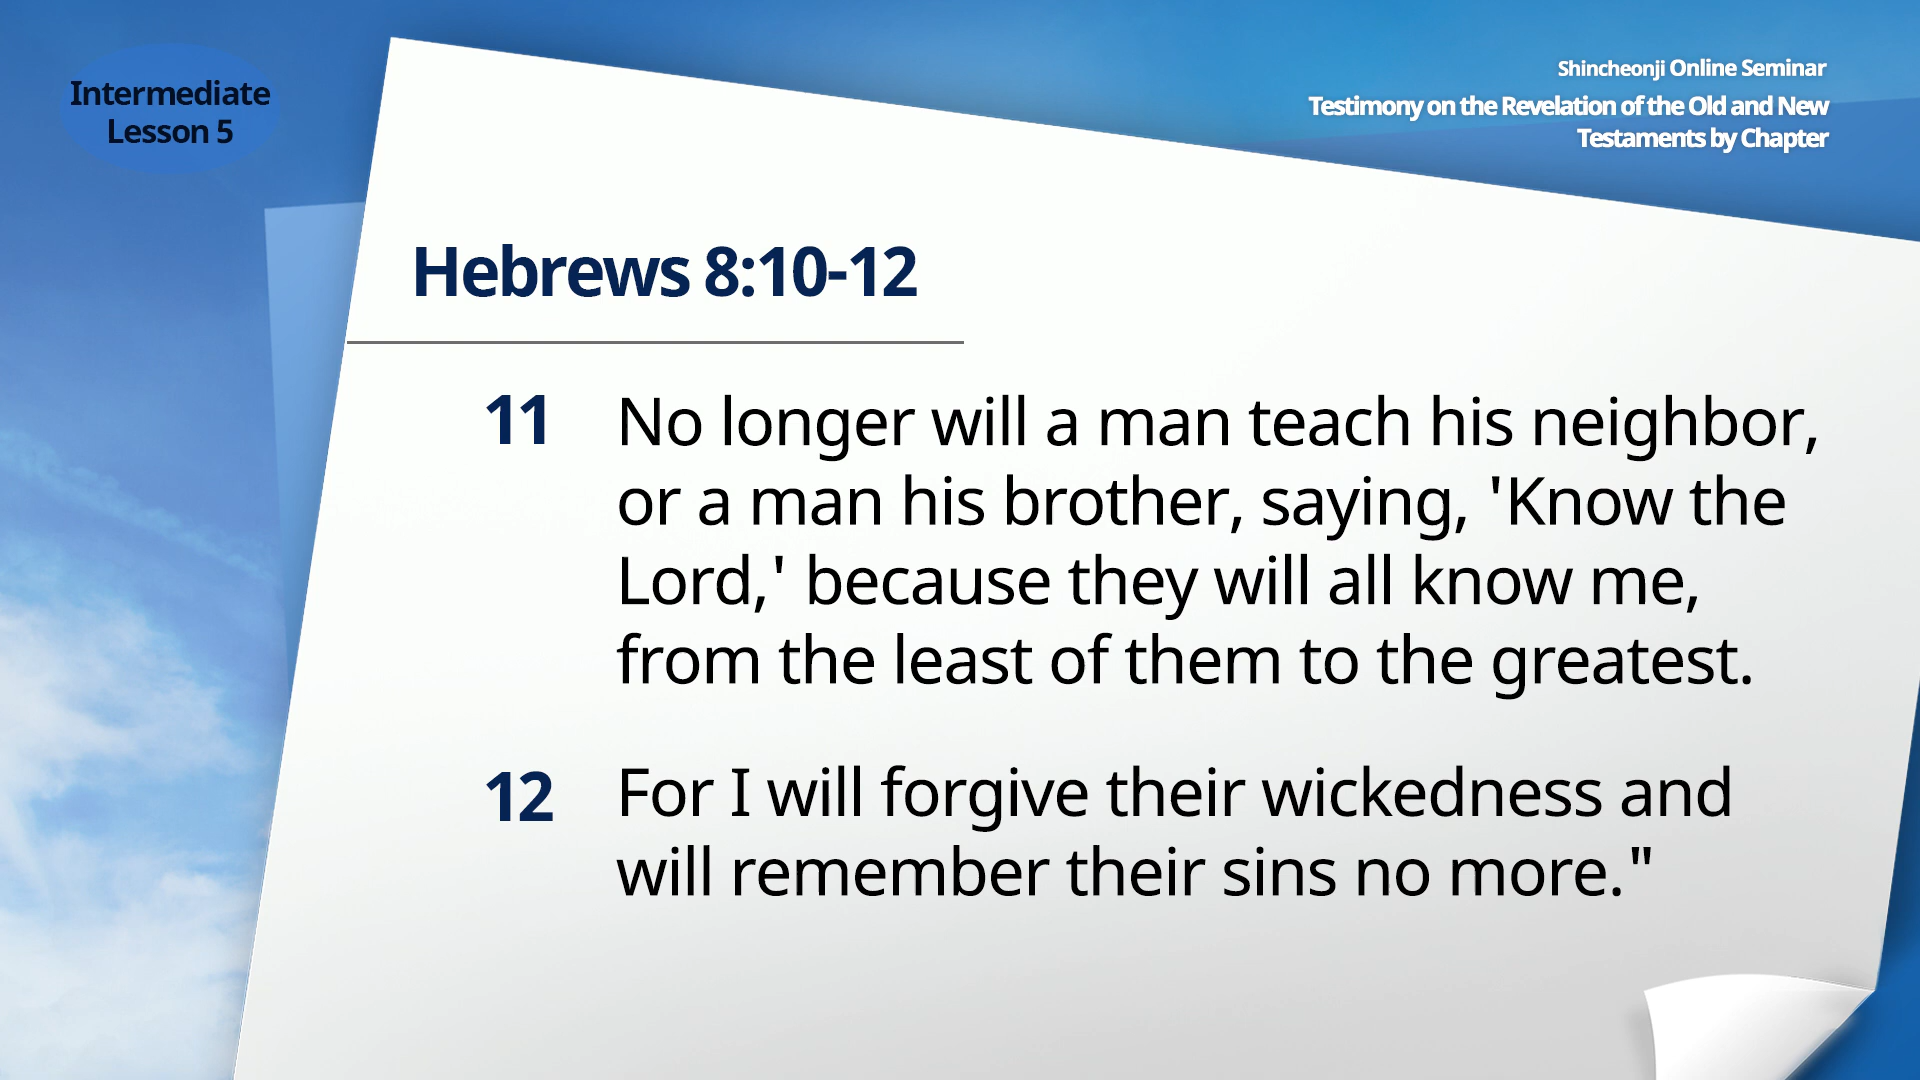 Intermediate
Lesson 5
Shincheonji Online Seminar
Testimony on the Revelation of the Old and New
Testaments by Chapter
Hebrews 8:10-12
11 No longer will a man teach his neighbor,
or a man his brother, saying, 'Know the
Lord,' because they will all know me,
from the least of them to the greatest.
12 For I will forgive their wickedness and
will remember their sins no more."